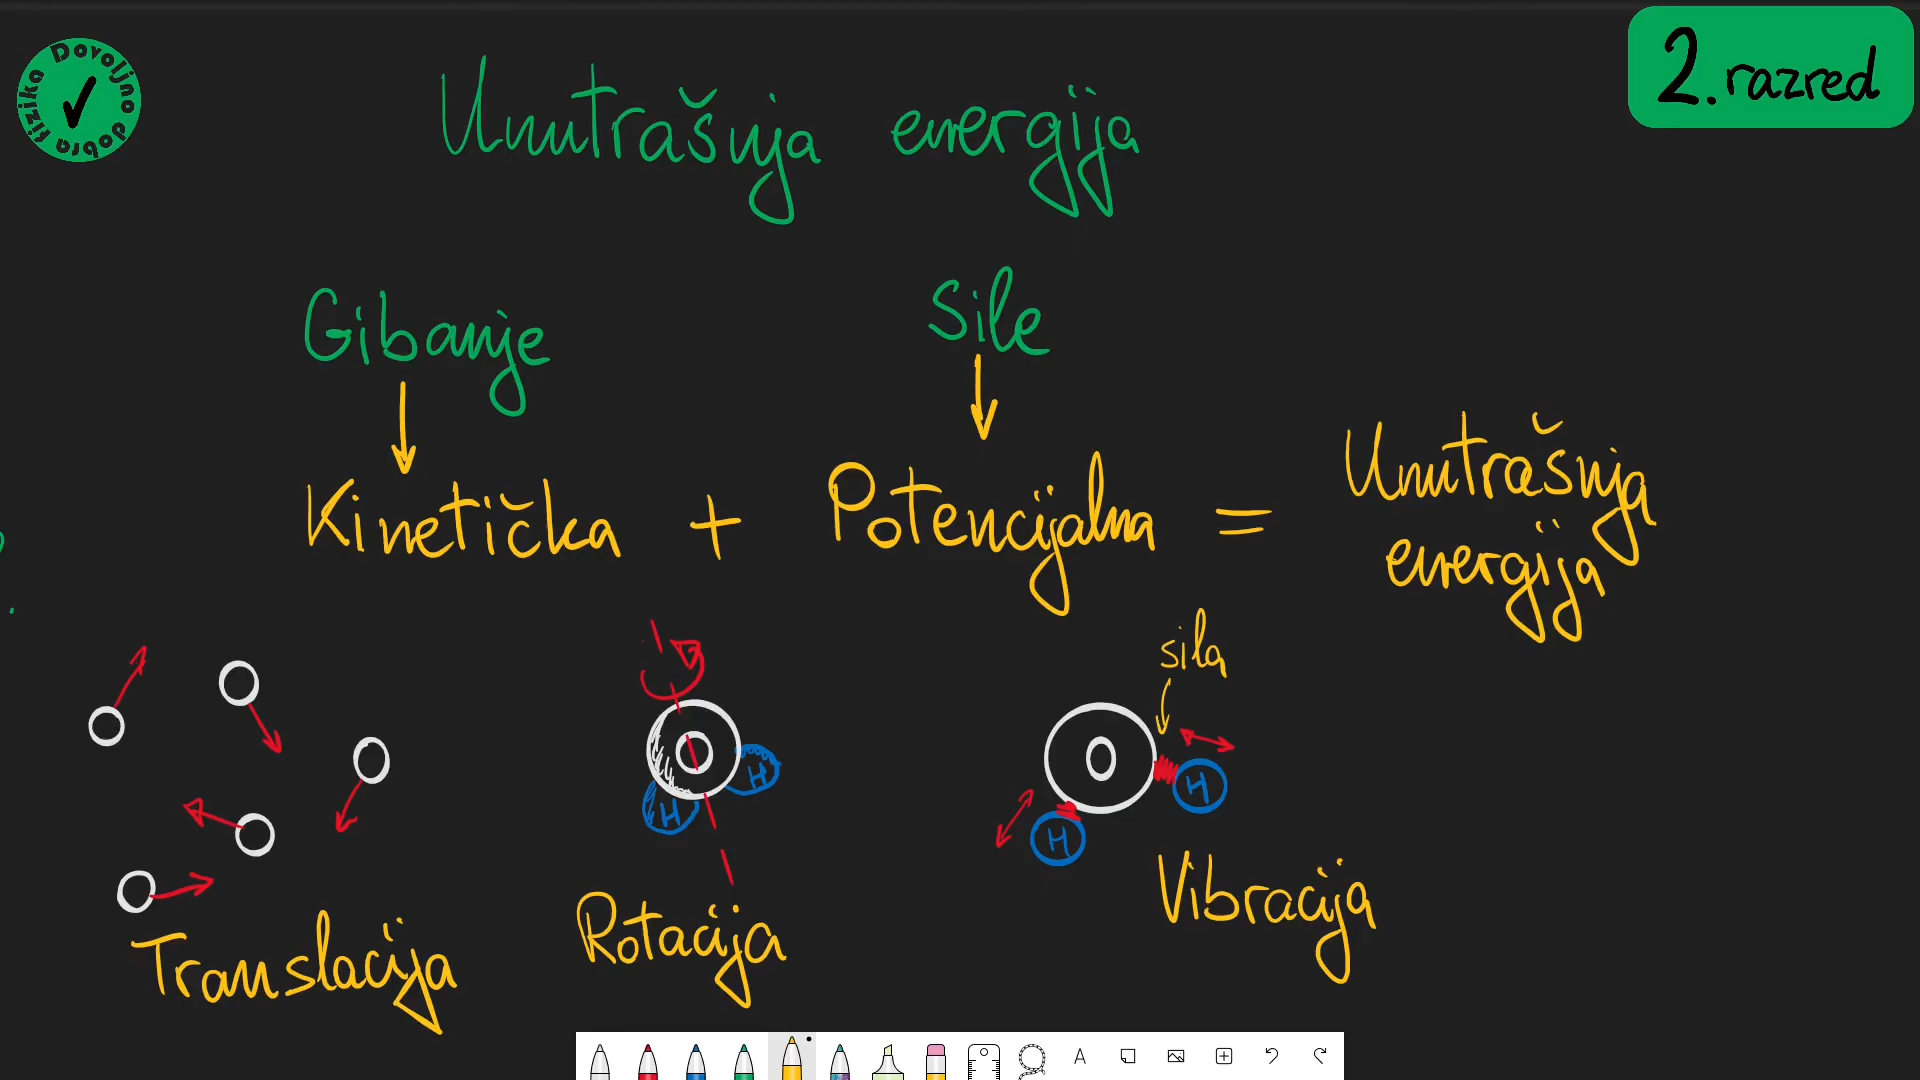 Dovoljno dobra fizika
2. razred
Unutrašnja energija
Gibanje
Sile
Kinetička + Potencijalna = Unutrašnja
energija
sila
O
H
H
O
H
H
Translacija
Rotacija
Vibracija
A